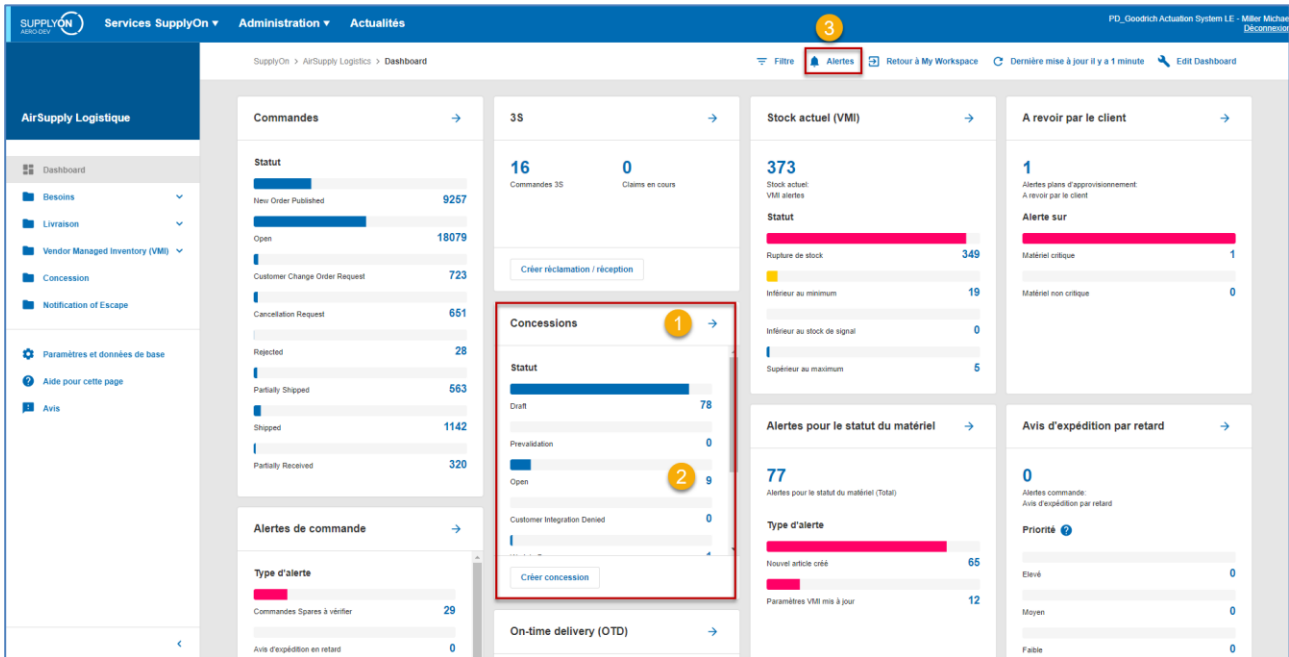 SUPPLYON
AERO-DEV
Services SupplyOn ▾
Administration ▾
Actualités
PD_Goodrich Actuation System LE - Miller Michae
Déconnexion
3
SupplyOn > AirSupply Logistics > Dashboard
Filtre
Alertes
Retour à My Workspace
Dernière mise à jour il y a 1 minute
Edit Dashboard
AirSupply Logistique
Dashboard
Besoins
Livraison
Vendor Managed Inventory (VMI)
Concession
Notification of Escape
Paramètres et données de base
Aide pour cette page
Avis
Commandes
Statut
New Order Published 9257
Open 18079
Customer Change Order Request 723
Cancellation Request 651
Rejected 28
Partially Shipped 563
Shipped 1142
Partially Received 320
Alertes de commande
Type d'alerte
Commandes Spares à vérifier 29
Avis d'expédition en retard 0
3S
16 0
Commandes 3S Claims en cours
Créer réclamation / réception
Concessions 1
Statut
Draft 78
Prevalidation 0
Open 2 9
Customer Integration Denied 0
Créer concession
On-time delivery (OTD)
Stock actuel (VMI)
373
Stock actuel:
VMI alertes
Statut
Rupture de stock 349
Inférieur au minimum 19
Inférieur au stock de signal 0
Supérieur au maximum 5
Alertes pour le statut du matériel
77
Alertes pour le statut du matériel (Total)
Type d'alerte
Nouvel article créé 65
Paramètres VMI mis à jour 12
A revoir par le client
1
Alertes plans d'approvisionnement:
A revoir par le client
Alerte sur
Matériel critique 1
Matériel non critique 0
Avis d'expédition par retard
0
Alertes commande:
Avis d'expédition par retard
Priorité
Elevé 0
Moyen 0
Faible 0